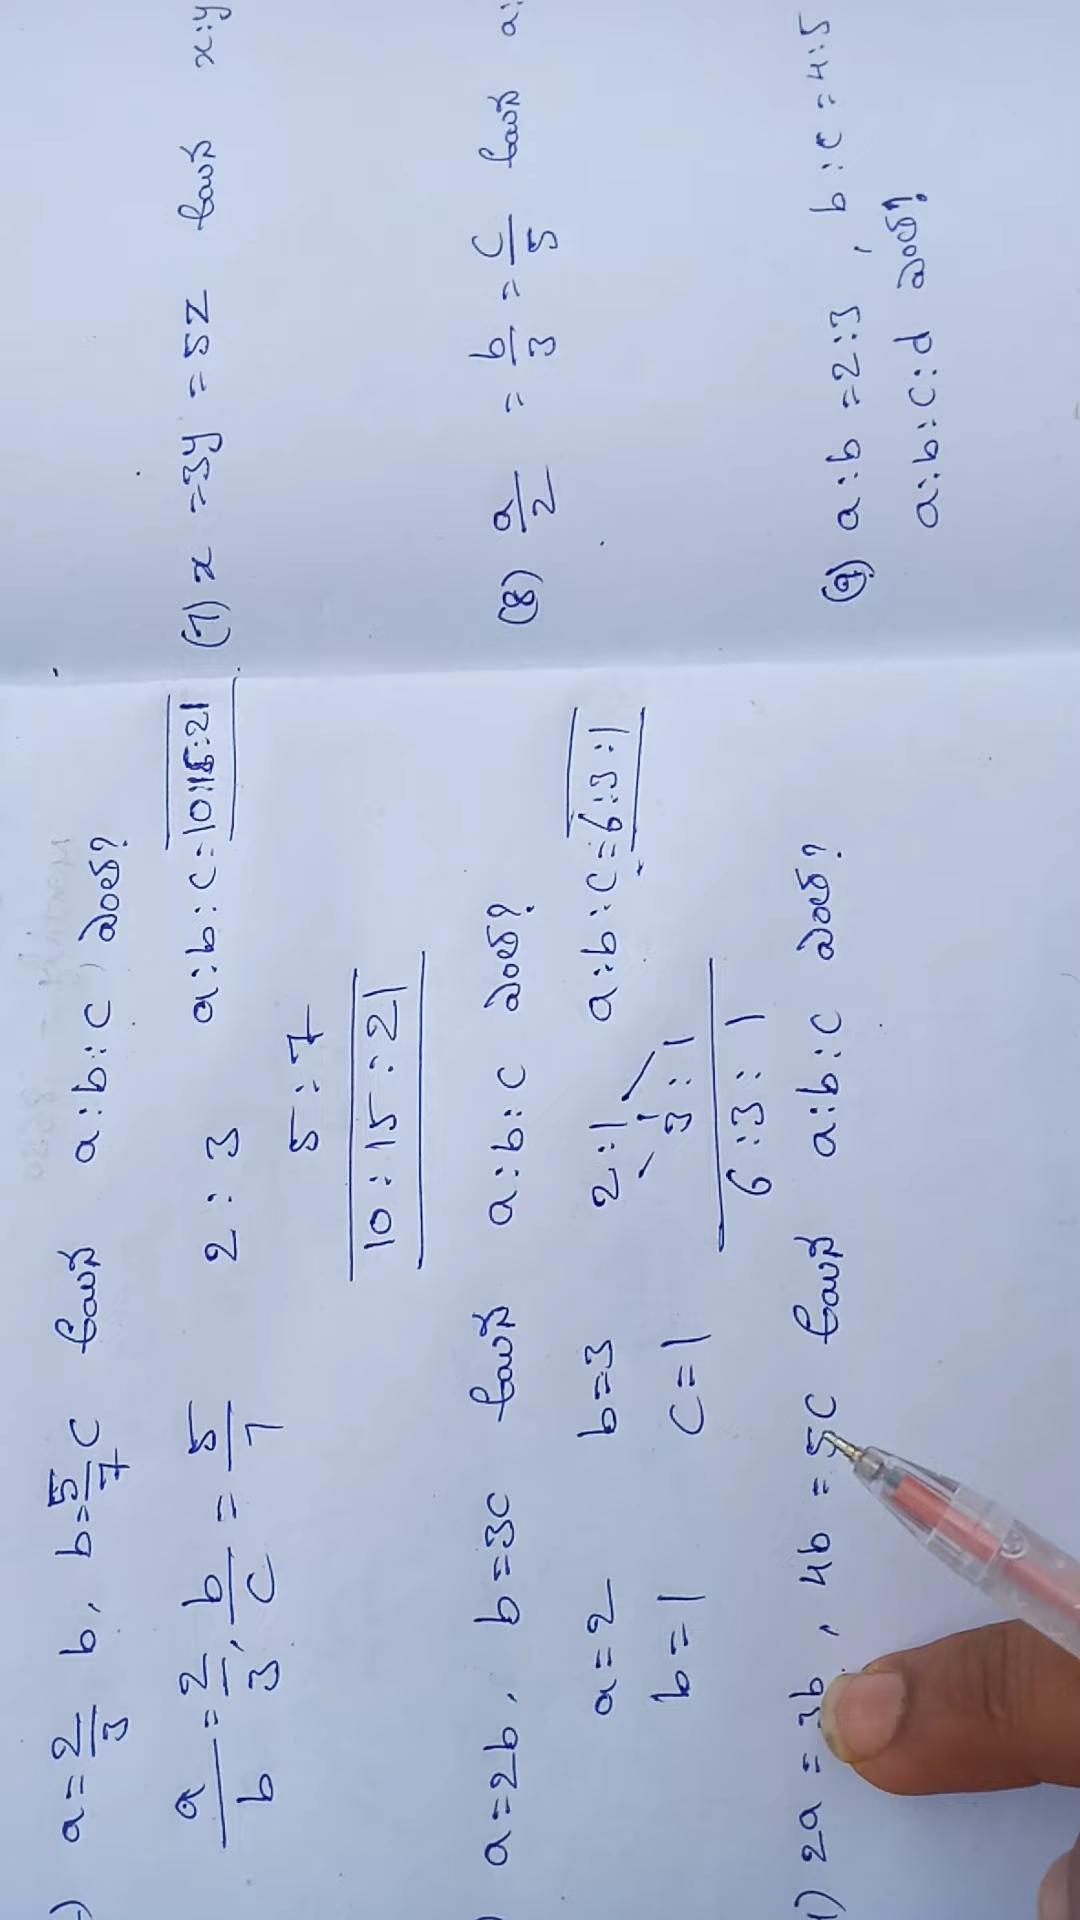 a = 2/3 b, b = 5/7 C అయిన a:b:C ఎంత?
a/b = 2/3, b/C = 5/7
2 : 3
a:b:C = 10:15:21
5 : 7
10 : 15 : 21
a = 2b, b = 3C అయిన a:b:C ఎంత?
a = 2
b = 3
2 : 1
a:b:C = 6:3:1
b = 1
C = 1
3 : 1
6 : 3 : 1
2a = 3b, 4b = 5C అయిన a:b:C ఎంత?
(7) x = 3y = 5z అయిన x:y
(8) a/2 = b/3 = C/5 అయిన a:
(9) a:b = 2:3, b:C = 4:5
a:b:C:d ఎంత?